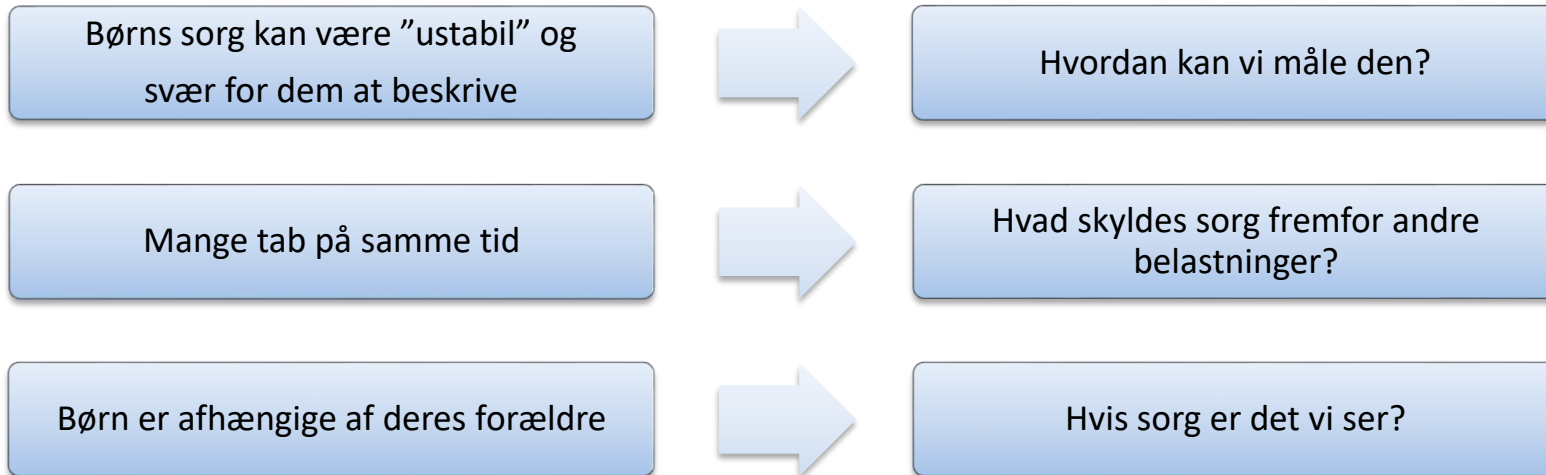 Børns sorg kan være ”ustabil” og
svær for dem at beskrive
Hvordan kan vi måle den?
Mange tab på samme tid
Hvad skyldes sorg fremfor andre
belastninger?
Børn er afhængige af deres forældre
Hvis sorg er det vi ser?